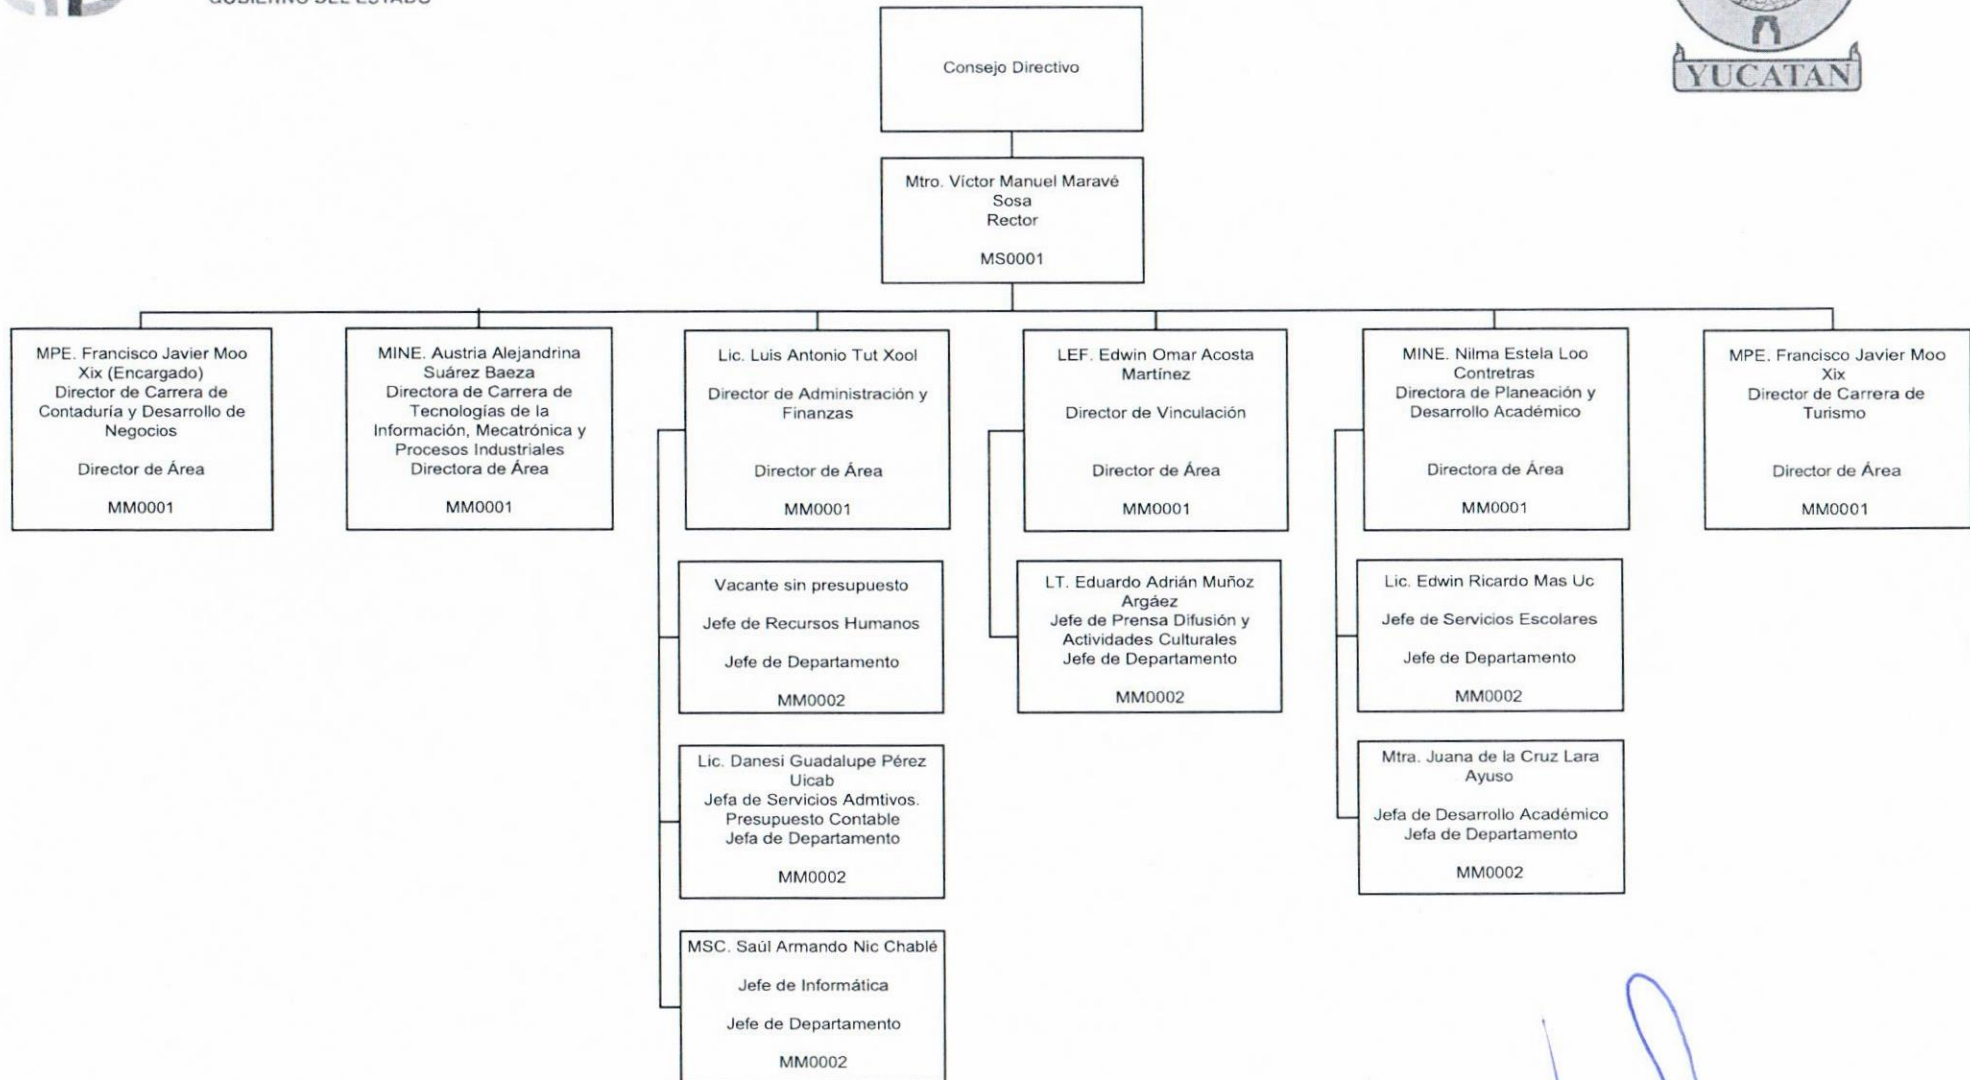 GOBIERNO DEL ESTADO
YUCATAN
Consejo Directivo
Mtro. Víctor Manuel Maravé
Sosa
Rector
MS0001
MPE. Francisco Javier Moo
Xix (Encargado)
Director de Carrera de
Contaduría y Desarrollo de
Negocios
Director de Área
MM0001
MINE. Austria Alejandrina
Suárez Baeza
Directora de Carrera de
Tecnologías de la
Información, Mecatrónica y
Procesos Industriales
Directora de Área
MM0001
Lic. Luis Antonio Tut Xool
Director de Administración y
Finanzas
Director de Área
MM0001
LEF. Edwin Omar Acosta
Martínez
Director de Vinculación
Director de Área
MM0001
MINE. Nilma Estela Loo
Contretras
Directora de Planeación y
Desarrollo Académico
Directora de Área
MM0001
MPE. Francisco Javier Moo
Xix
Director de Carrera de
Turismo
Director de Área
MM0001
Vacante sin presupuesto
Jefe de Recursos Humanos
Jefe de Departamento
MM0002
LT. Eduardo Adrián Muñoz
Argáez
Jefe de Prensa Difusión y
Actividades Culturales
Jefe de Departamento
MM0002
Lic. Edwin Ricardo Mas Uc
Jefe de Servicios Escolares
Jefe de Departamento
MM0002
Lic. Danesi Guadalupe Pérez
Uicab
Jefa de Servicios Admtivos.
Presupuesto Contable
Jefa de Departamento
MM0002
Mtra. Juana de la Cruz Lara
Ayuso
Jefa de Desarrollo Académico
Jefa de Departamento
MM0002
MSC. Saúl Armando Nic Chablé
Jefe de Informática
Jefe de Departamento
MM0002